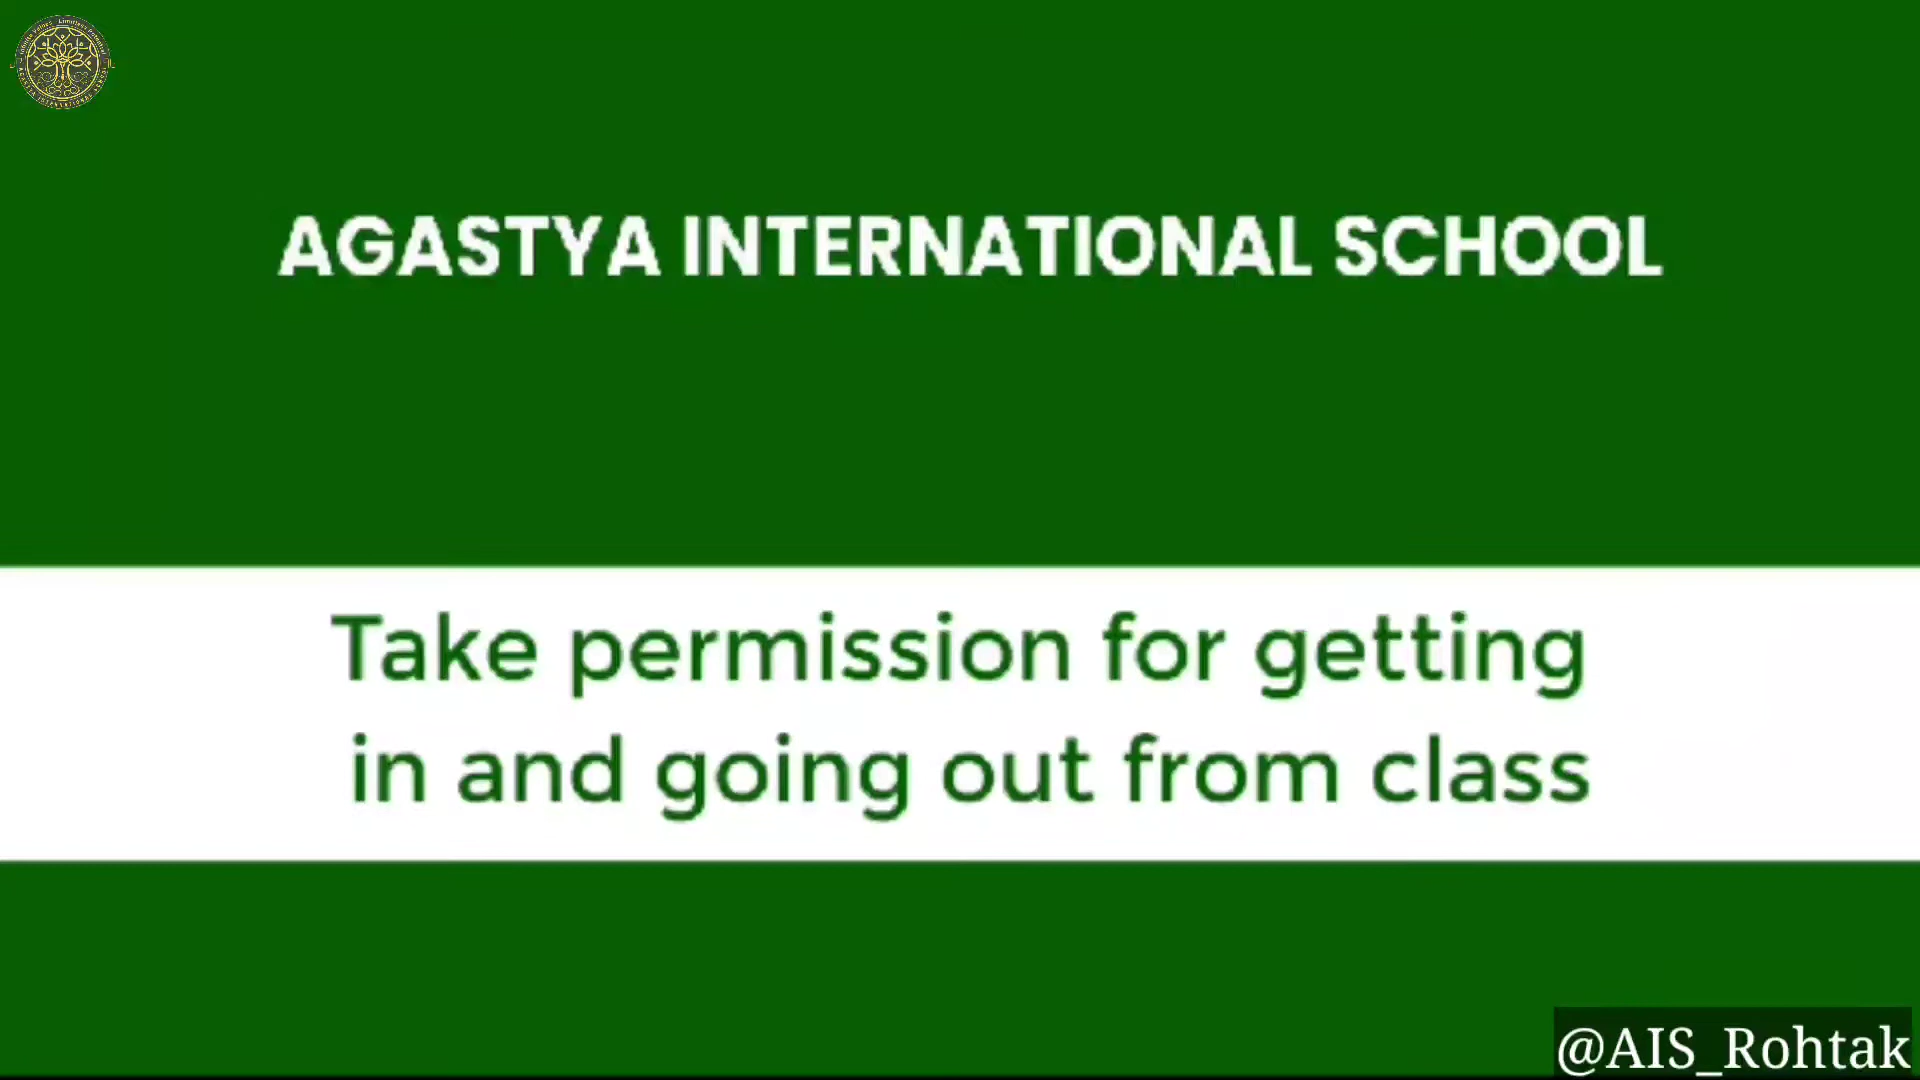 AGASTYA INTERNATIONAL SCHOOL
Take permission for getting
in and going out from class
@AIS_Rohtak